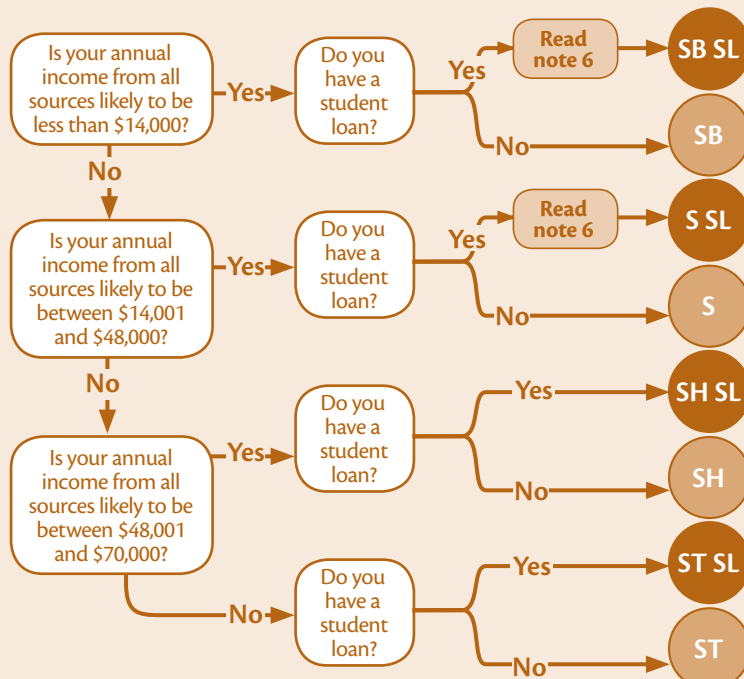 Is your annual
income from all
sources likely to be
less than $14,000?
Yes
Do you
have a
student
loan?
Yes
Read
note 6
SB SL
No
SB
No
Is your annual
income from all
sources likely to be
between $14,001
and $48,000?
Yes
Do you
have a
student
loan?
Yes
Read
note 6
S SL
No
S
No
Is your annual
income from all
sources likely to be
between $48,001
and $70,000?
Yes
Do you
have a
student
loan?
Yes
SH SL
No
SH
No
Do you
have a
student
loan?
Yes
ST SL
No
ST